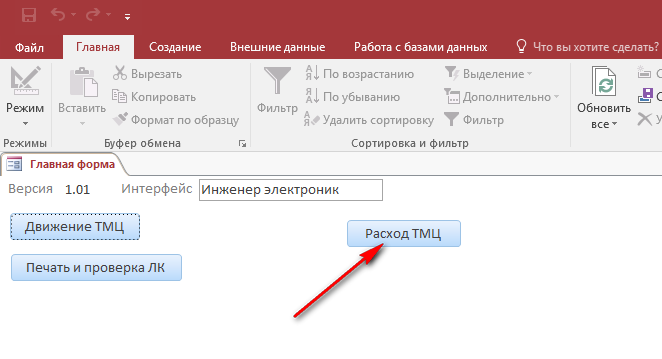 Файл Главная Создание Внешние данные Работа с базами данных Что вы хотите сделать?
Режим
Вставить
Вырезать
Копировать
Формат по образцу
Фильтр
По возрастанию
По убыванию
Удалить сортировку
Выделение
Дополнительно
Фильтр
Обновить
все
Режимы Буфер обмена Сортировка и фильтр
Главная форма
Версия 1.01 Интерфейс Инженер электроник
Движение ТМЦ Расход ТМЦ
Печать и проверка ЛК